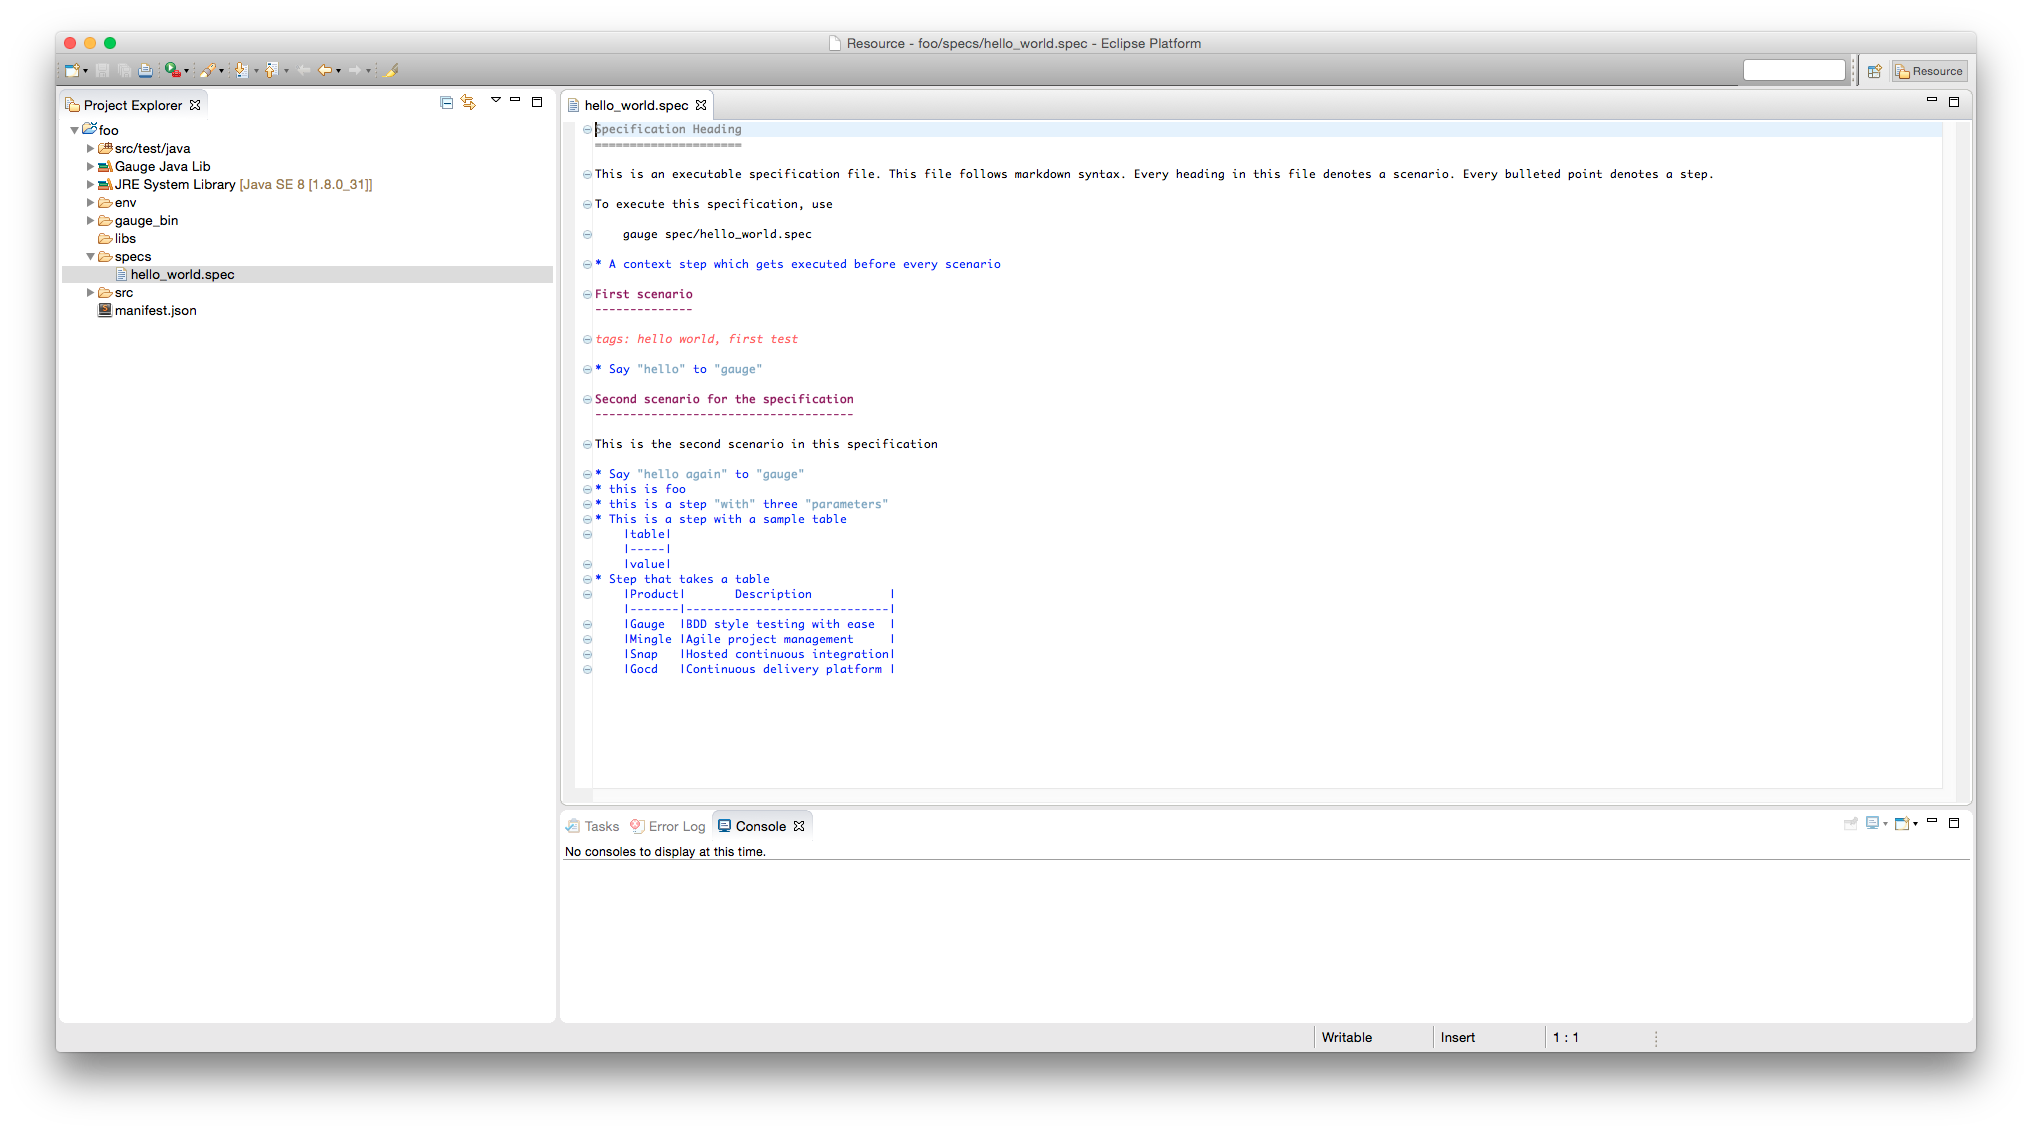 Resource - foo/specs/hello_world.spec - Eclipse Platform
Resource
Project Explorer
foo
src/test/java
Gauge Java Lib
JRE System Library [Java SE 8 [1.8.0_31]]
env
gauge_bin
libs
specs
hello_world.spec
src
manifest.json
hello_world.spec
Specification Heading
=====================
This is an executable specification file. This file follows markdown syntax. Every heading in this file denotes a scenario. Every bulleted point denotes a step.
To execute this specification, use
gauge spec/hello_world.spec
* A context step which gets executed before every scenario
First scenario
--------------
tags: hello world, first test
* Say "hello" to "gauge"
Second scenario for the specification
-------------------------------------
This is the second scenario in this specification
* Say "hello again" to "gauge"
* this is foo
* this is a step "with" three "parameters"
* This is a step with a sample table
|table|
|-----|
|value|
* Step that takes a table
|Product|       Description           |
|-------|-----------------------------|
|Gauge  |BDD style testing with ease  |
|Mingle |Agile project management     |
|Snap   |Hosted continuous integration|
|Gocd   |Continuous delivery platform |
Tasks
Error Log
Console
No consoles to display at this time.
Writable
Insert
1 : 1